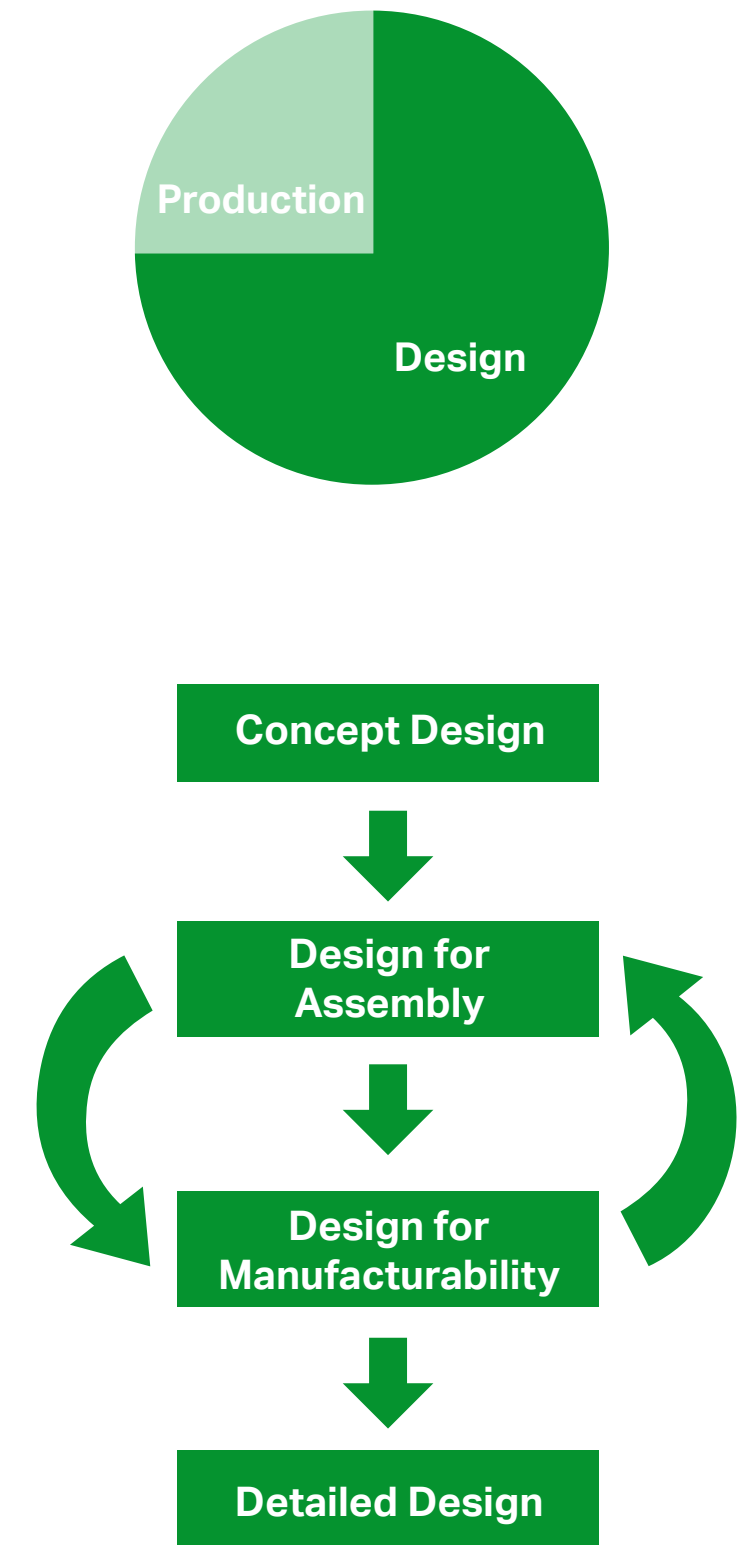 Production
Design
Concept Design
Design for
Assembly
Design for
Manufacturability
Detailed Design